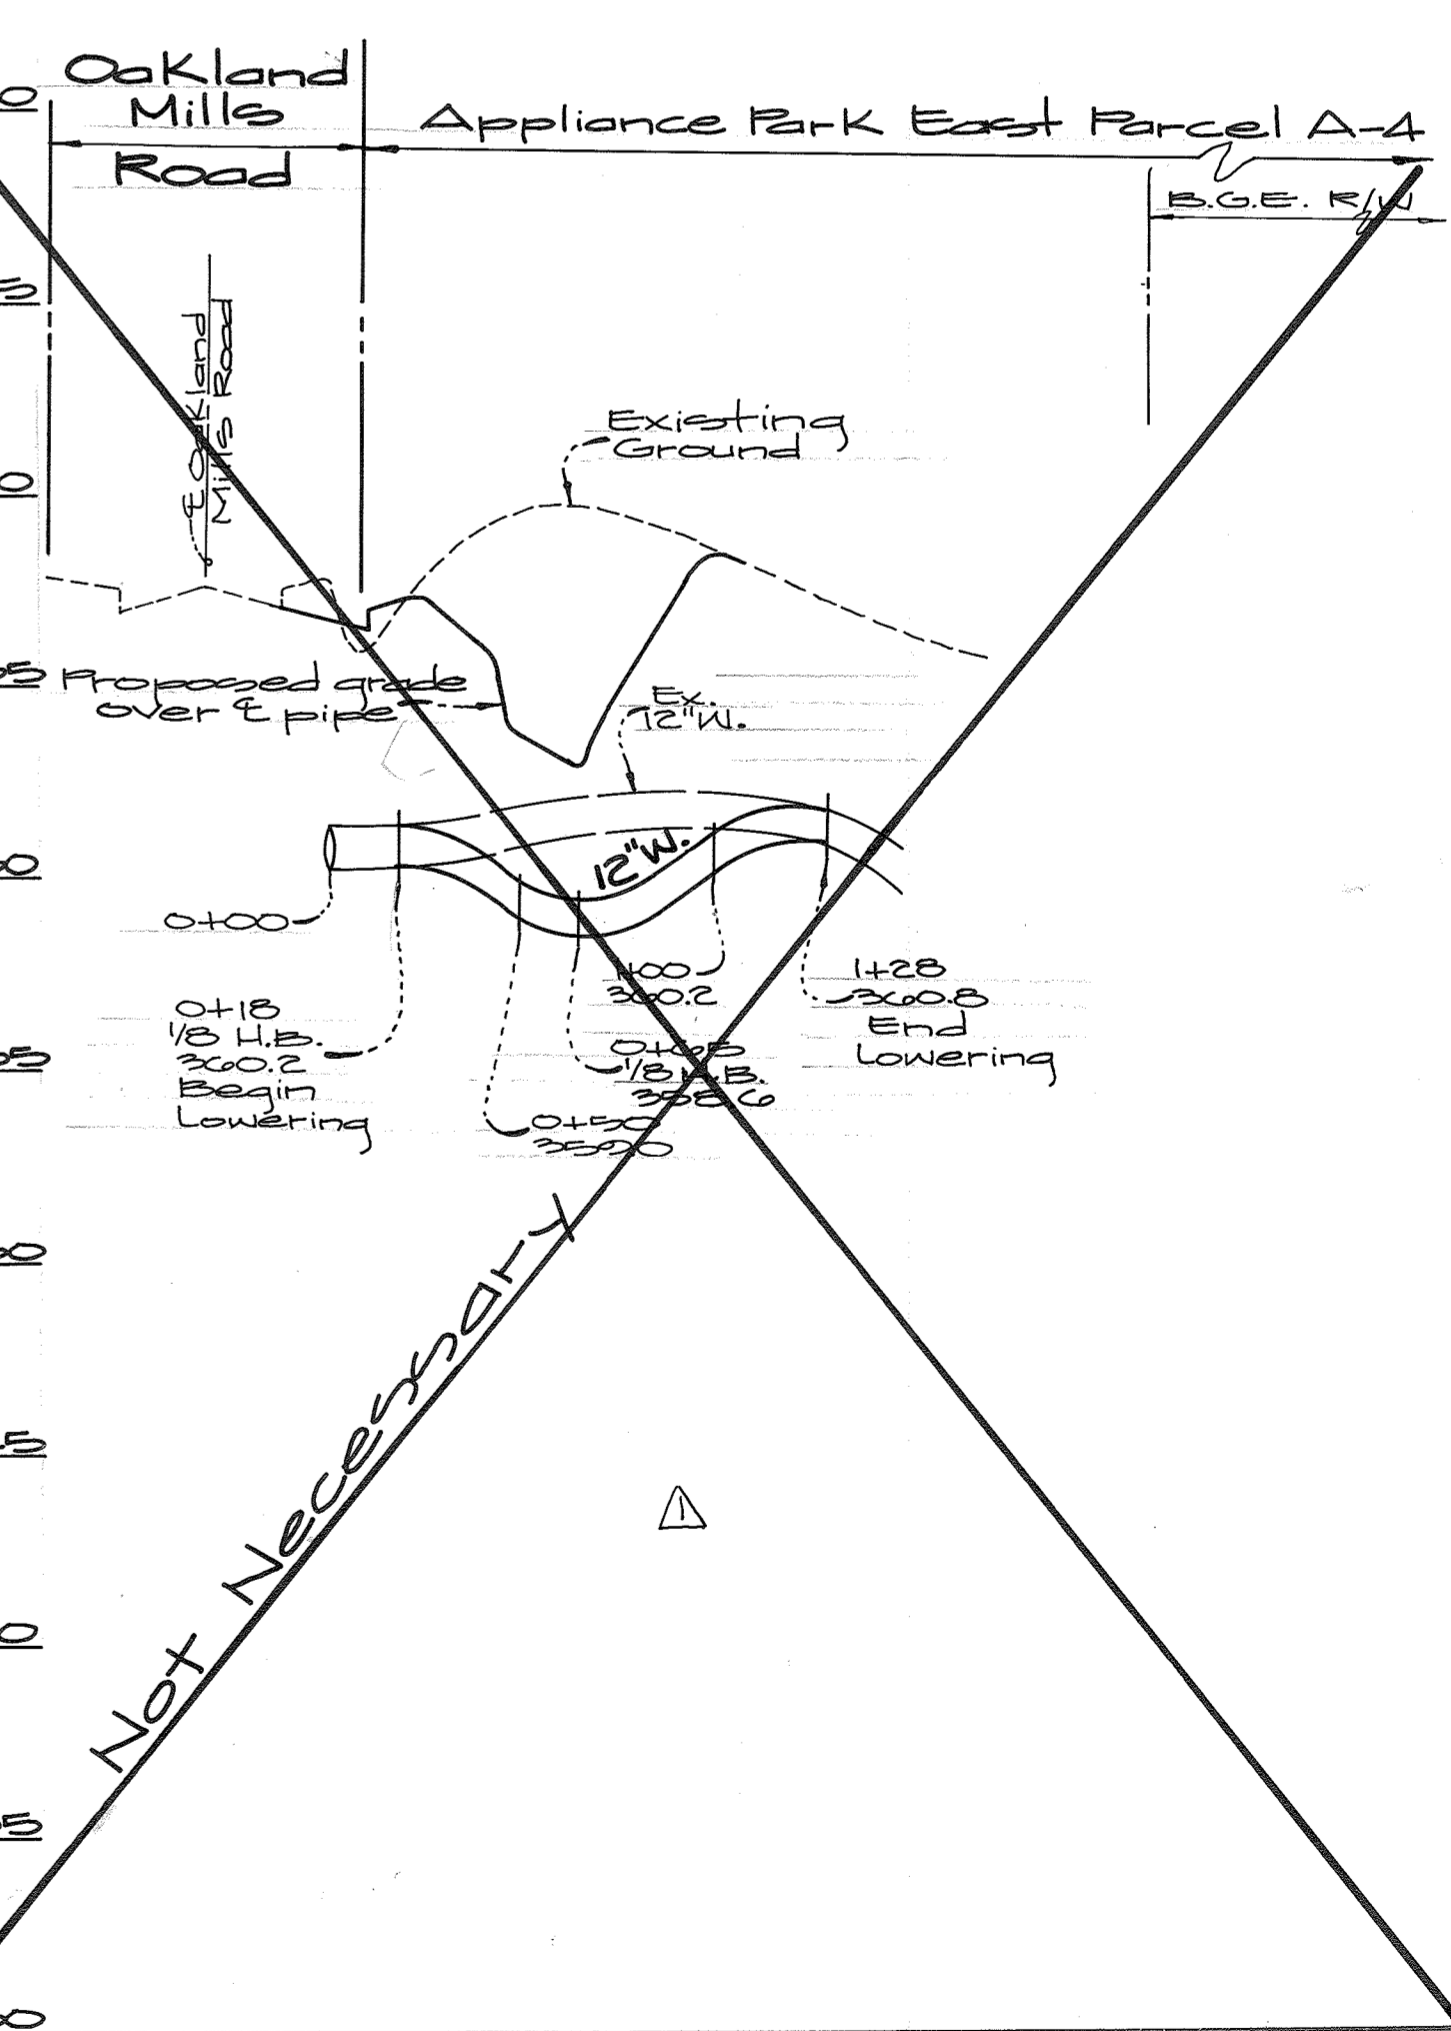 Oakland
Mills
Road
Appliance Park East Parcel A-4
B.G.E. R/W
℄ Oakland
Mills Road
Existing
Ground
Proposed grade
over ℄ pipe
Ex.
12"W.
12"W.
0+00
0+18
1/8 H.B.
360.2
Begin
Lowering
0+50
359.0
0+65
1/8 H.B.
358.6
1+00
360.2
1+28
360.8
End
Lowering
Not Necessary
1